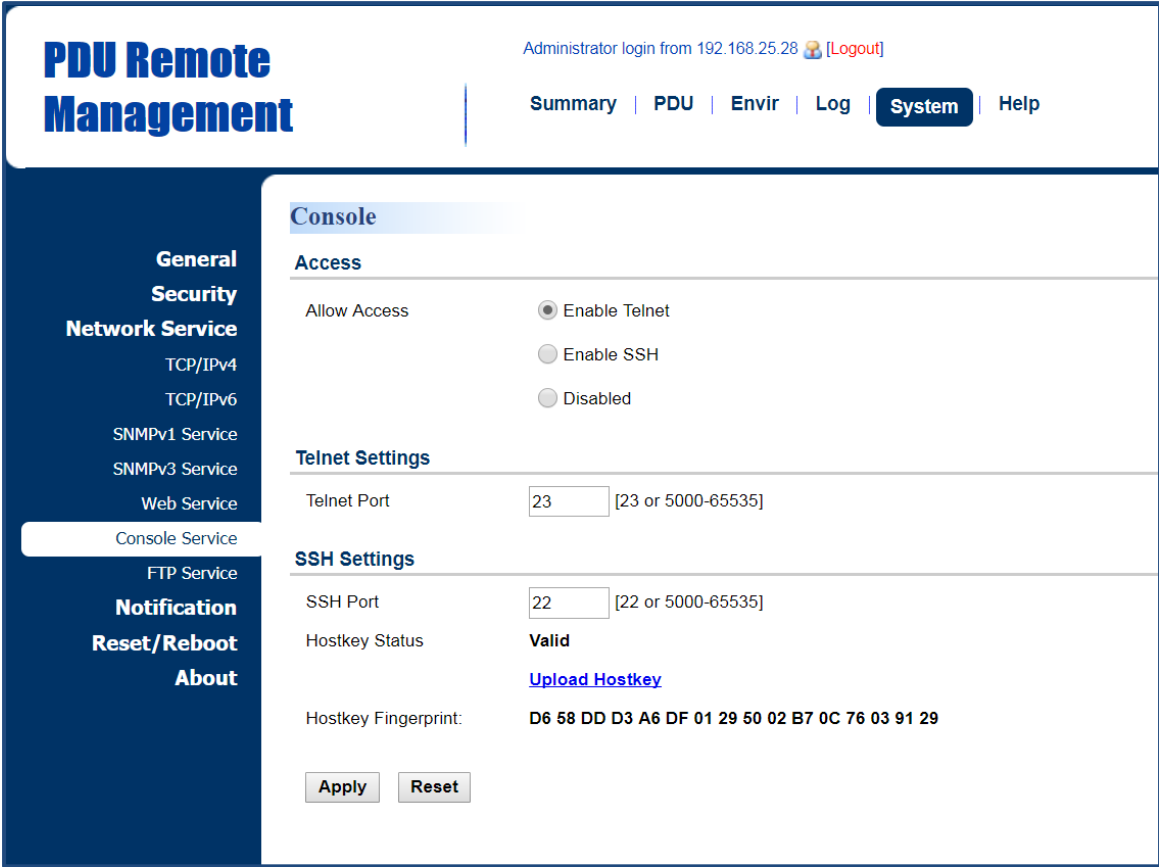 PDU Remote
Management
Administrator login from 192.168.25.28 [Logout]
Summary | PDU | Envir | Log | System | Help
General
Security
Network Service
TCP/IPv4
TCP/IPv6
SNMPv1 Service
SNMPv3 Service
Web Service
Console Service
FTP Service
Notification
Reset/Reboot
About
Console
Access
Allow Access Enable Telnet
Enable SSH
Disabled
Telnet Settings
Telnet Port 23 [23 or 5000-65535]
SSH Settings
SSH Port 22 [22 or 5000-65535]
Hostkey Status Valid
Upload Hostkey
Hostkey Fingerprint: D6 58 DD D3 A6 DF 01 29 50 02 B7 0C 76 03 91 29
Apply Reset